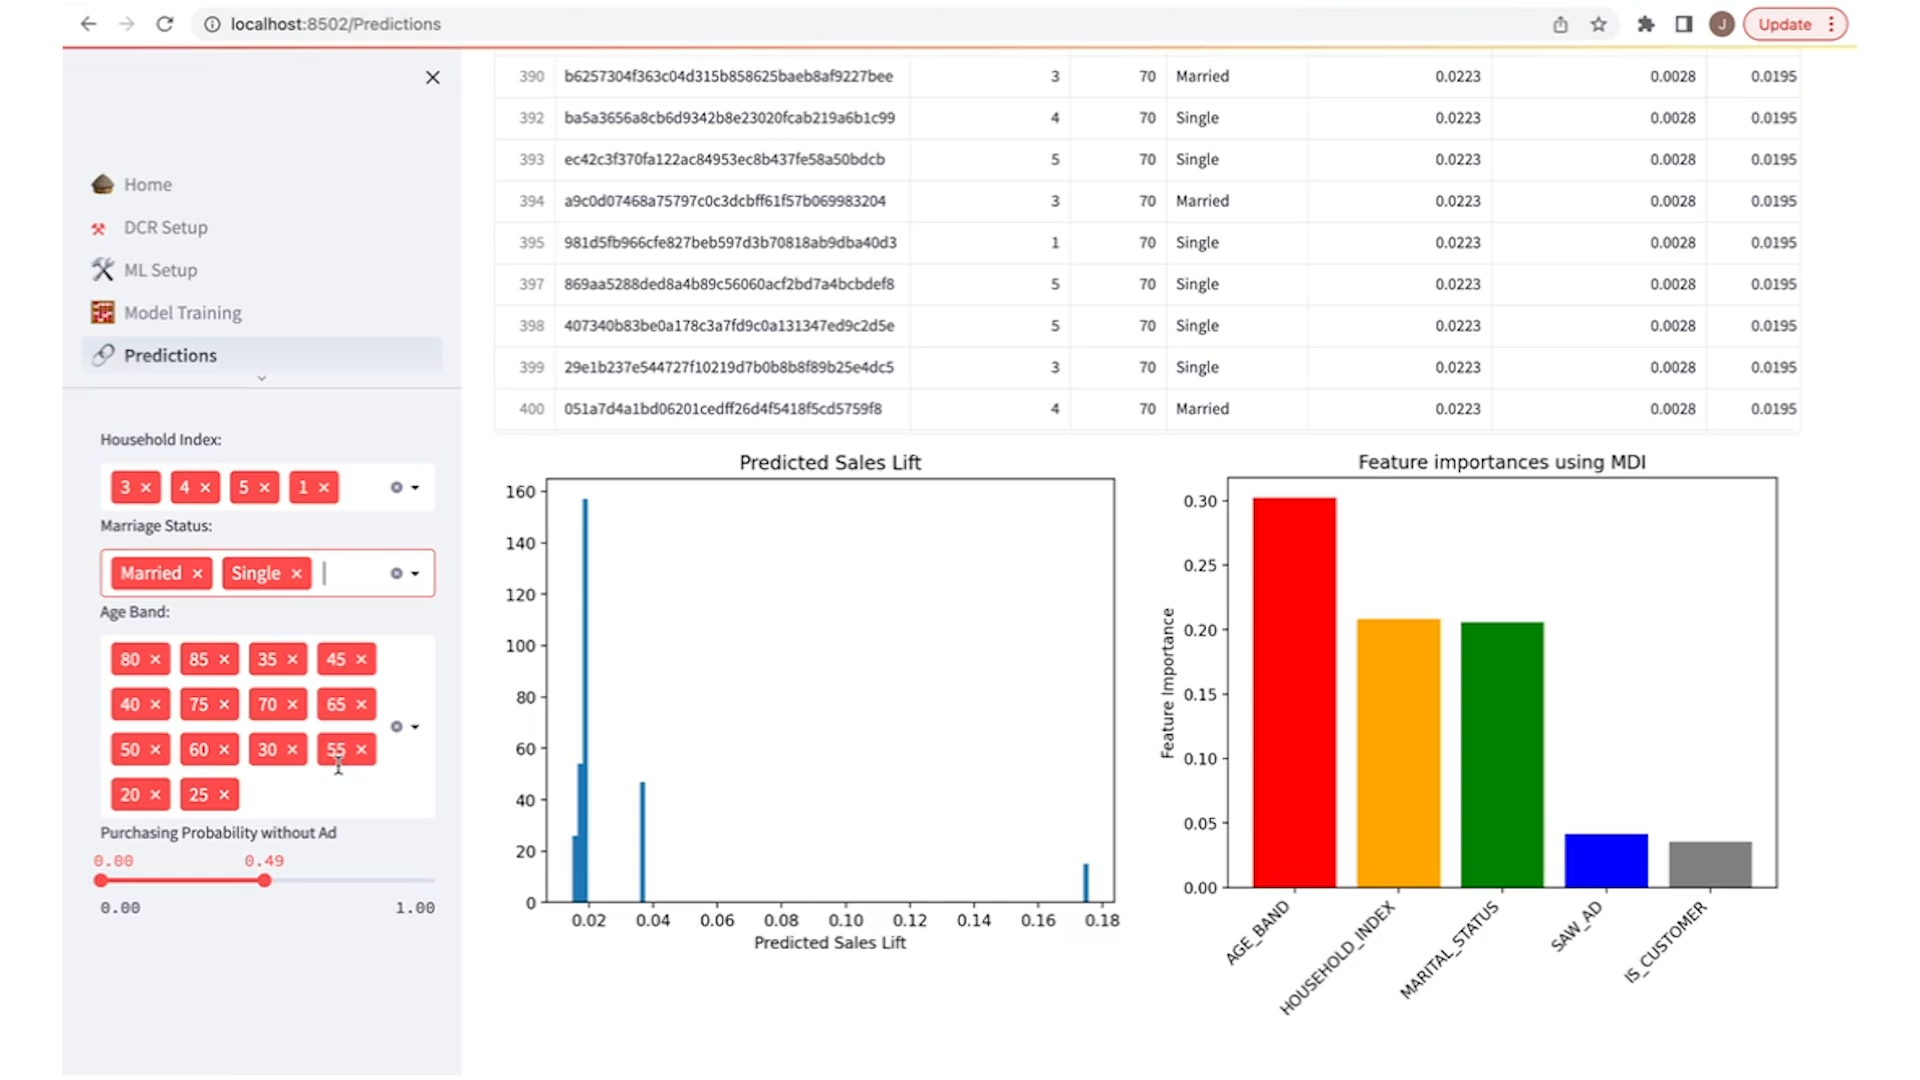 localhost:8502/Predictions
J
Update
Home
DCR Setup
ML Setup
Model Training
Predictions
Household Index:
3 × 4 × 5 × 1 ×
Marriage Status:
Married × Single ×
Age Band:
80 × 85 × 35 × 45 ×
40 × 75 × 70 × 65 ×
50 × 60 × 30 × 55 ×
20 × 25 ×
Purchasing Probability without Ad
0.00 0.49
0.00 1.00
390 b6257304f363c04d315b858625baeb8af9227bee 3 70 Married 0.0223 0.0028 0.0195
392 ba5a3656a8cb6d9342b8e23020fcab219a6b1c99 4 70 Single 0.0223 0.0028 0.0195
393 ec42c3f370fa122ac84953ec8b437fe58a50bdcb 5 70 Single 0.0223 0.0028 0.0195
394 a9c0d07468a75797c0c3dcbff61f57b069983204 3 70 Married 0.0223 0.0028 0.0195
395 981d5fb966cfe827beb597d3b70818ab9dba40d3 1 70 Single 0.0223 0.0028 0.0195
397 869aa5288ded8a4b89c56060acf2bd7a4bcbdef8 5 70 Single 0.0223 0.0028 0.0195
398 407340b83be0a178c3a7fd9c0a131347ed9c2d5e 5 70 Single 0.0223 0.0028 0.0195
399 29e1b237e544727f10219d7b0b8b8f89b25e4dc5 3 70 Single 0.0223 0.0028 0.0195
400 051a7d4a1bd06201cedff26d4f5418f5cd5759f8 4 70 Married 0.0223 0.0028 0.0195
Predicted Sales Lift
160
140
120
100
80
60
40
20
0
0.02 0.04 0.06 0.08 0.10 0.12 0.14 0.16 0.18
Predicted Sales Lift
Feature importances using MDI
Feature Importance
0.30
0.25
0.20
0.15
0.10
0.05
0.00
AGE_BAND
HOUSEHOLD_INDEX
MARITAL_STATUS
SAW_AD
IS_CUSTOMER